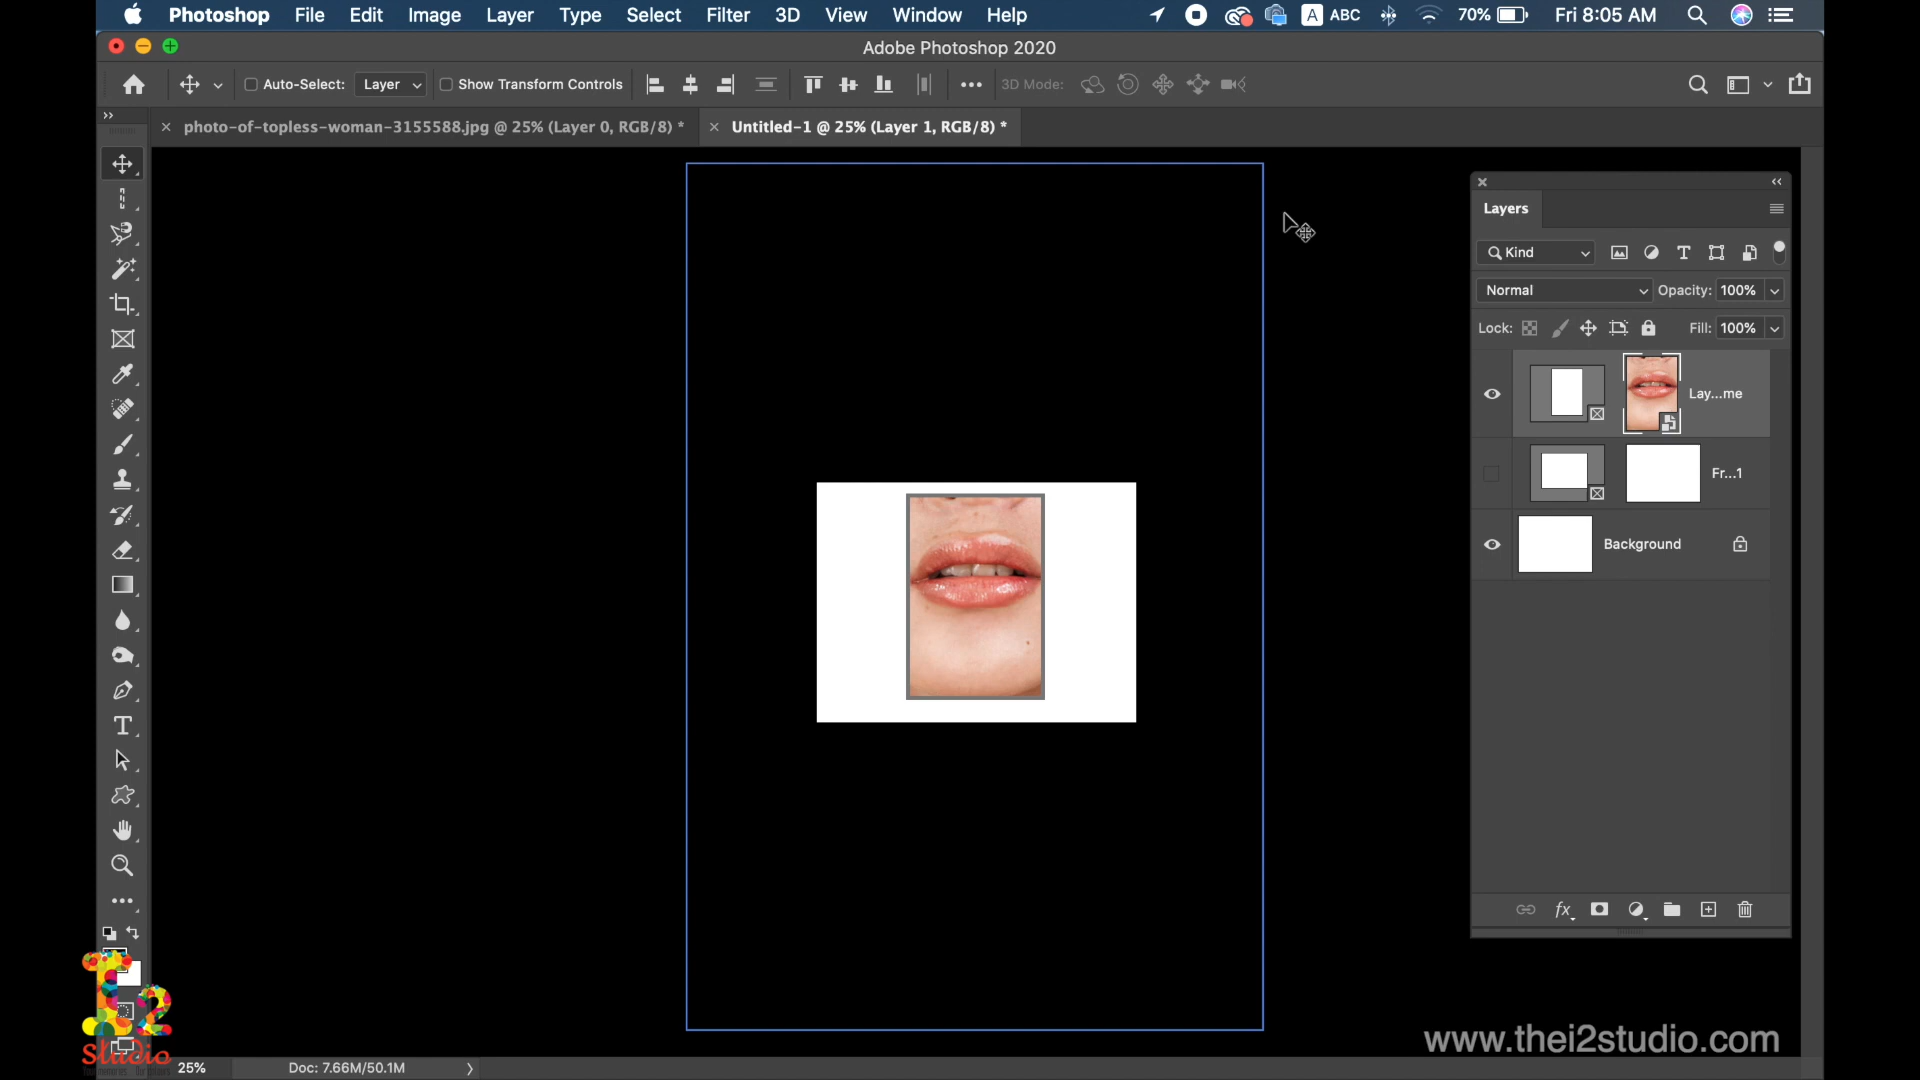 Photoshop File Edit Image Layer Type Select Filter 3D View Window Help A ABC 70% Fri 8:05 AM
Adobe Photoshop 2020
Auto-Select: Layer Show Transform Controls 3D Mode:
photo-of-topless-woman-3155588.jpg @ 25% (Layer 0, RGB/8) * Untitled-1 @ 25% (Layer 1, RGB/8) *
Layers
Kind
Normal Opacity: 100%
Lock: Fill: 100%
Lay...me
Fr...1
Background
fx
I2
Studio
www.thei2studio.com
25% Doc: 7.66M/50.1M